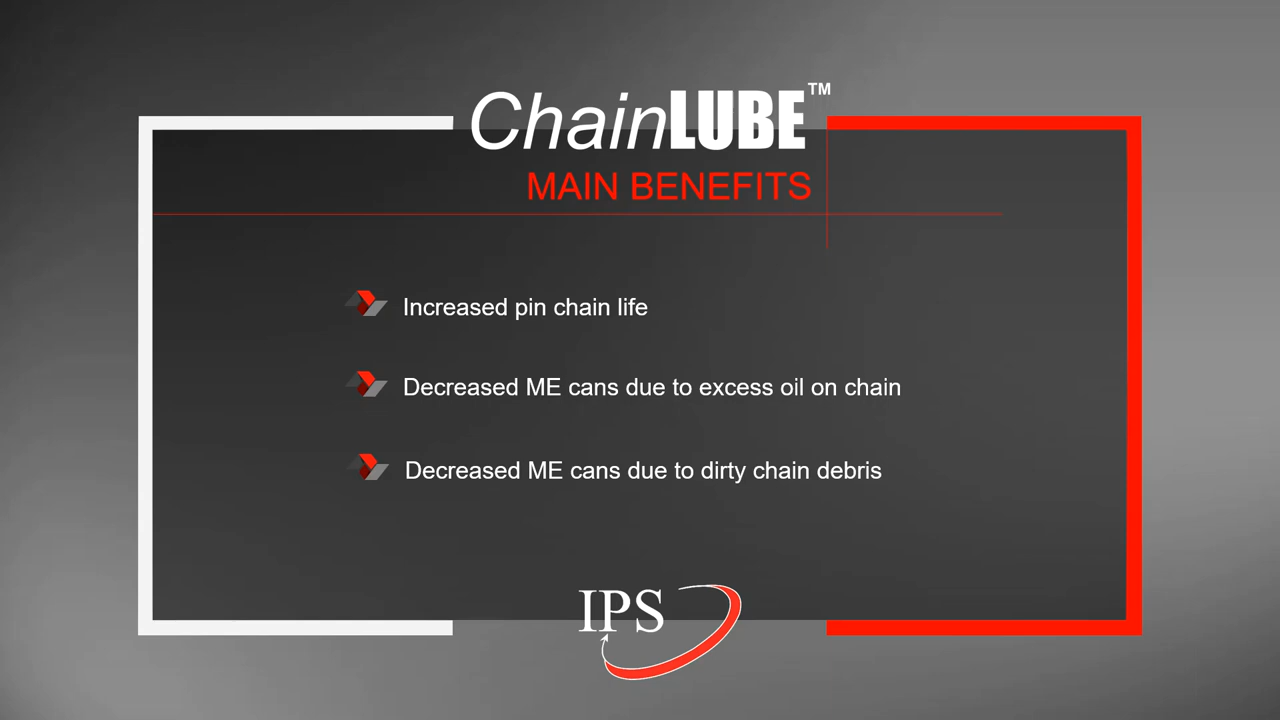 ChainLUBE™
MAIN BENEFITS
Increased pin chain life
Decreased ME cans due to excess oil on chain
Decreased ME cans due to dirty chain debris
IPS